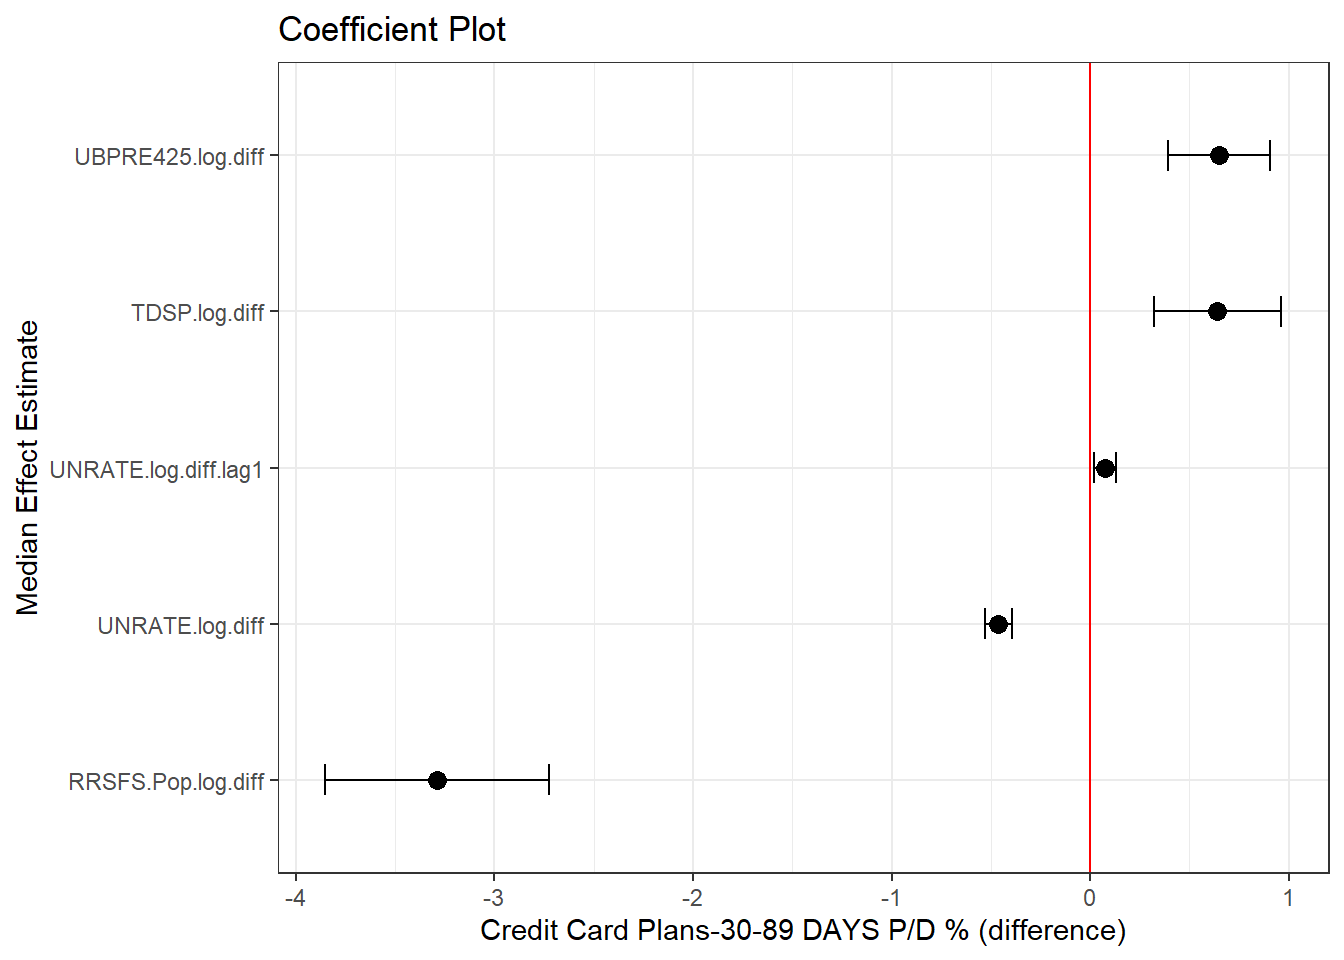 Coefficient Plot
Median Effect Estimate
UBPRE425.log.diff
TDSP.log.diff
UNRATE.log.diff.lag1
UNRATE.log.diff
RRSFS.Pop.log.diff
-4 -3 -2 -1 0 1
Credit Card Plans-30-89 DAYS P/D % (difference)